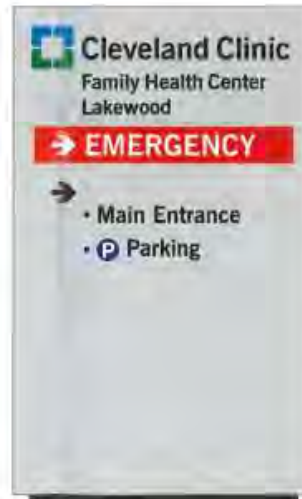 Cleveland Clinic
Family Health Center
Lakewood
→ EMERGENCY
→
• Main Entrance
• P Parking